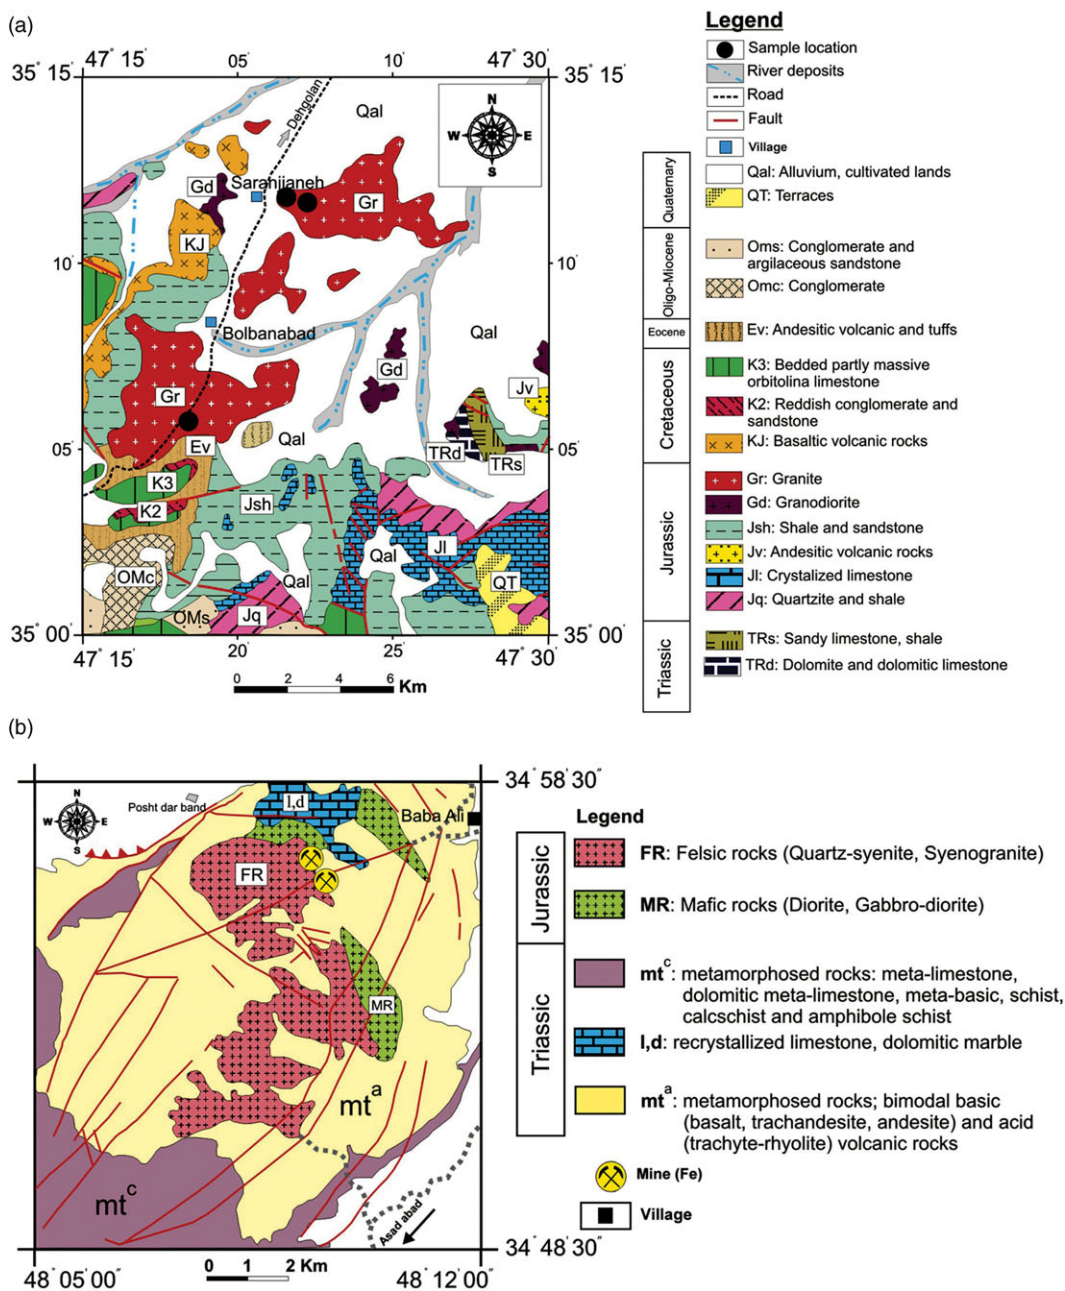 (a)
47° 15'
05'
10'
47° 30'
35° 15'
35° 15'
Dehgolan
Qal
N
W
E
S
Gd
Saranjianeh
Gr
KJ
10'
10'
Bolbanabad
Qal
Gd
Jv
Gr
05'
Ev
Qal
TRd
TRs
05'
K3
K2
Jsh
Qal
Jl
OMc
Qal
QT
OMs
Jq
35° 00'
35° 00'
47° 15'
20'
25'
47° 30'
0 2 4 6 Km
Legend
Sample location
River deposits
Road
Fault
Village
Quaternary
Qal: Alluvium, cultivated lands
QT: Terraces
Oligo-Miocene
Oms: Conglomerate and
argilaceous sandstone
Omc: Conglomerate
Eocene
Ev: Andesitic volcanic and tuffs
Cretaceous
K3: Bedded partly massive
orbitolina limestone
K2: Reddish conglomerate and
sandstone
KJ: Basaltic volcanic rocks
Jurassic
Gr: Granite
Gd: Granodiorite
Jsh: Shale and sandstone
Jv: Andesitic volcanic rocks
Jl: Crystalized limestone
Jq: Quartzite and shale
Triassic
TRs: Sandy limestone, shale
TRd: Dolomite and dolomitic limestone
(b)
34° 58' 30"
N
W
E
S
Posht dar band
l,d
Baba Ali
FR
MR
mt^a
mt^c
Asad abad
34° 48' 30"
0 1 2 Km
48° 05' 00"
48° 12' 00"
Legend
Jurassic
FR: Felsic rocks (Quartz-syenite, Syenogranite)
MR: Mafic rocks (Diorite, Gabbro-diorite)
Triassic
mt^c: metamorphosed rocks: meta-limestone,
dolomitic meta-limestone, meta-basic, schist,
calcschist and amphibole schist
l,d: recrystallized limestone, dolomitic marble
mt^a: metamorphosed rocks; bimodal basic
(basalt, trachandesite, andesite) and acid
(trachyte-rhyolite) volcanic rocks
Mine (Fe)
Village